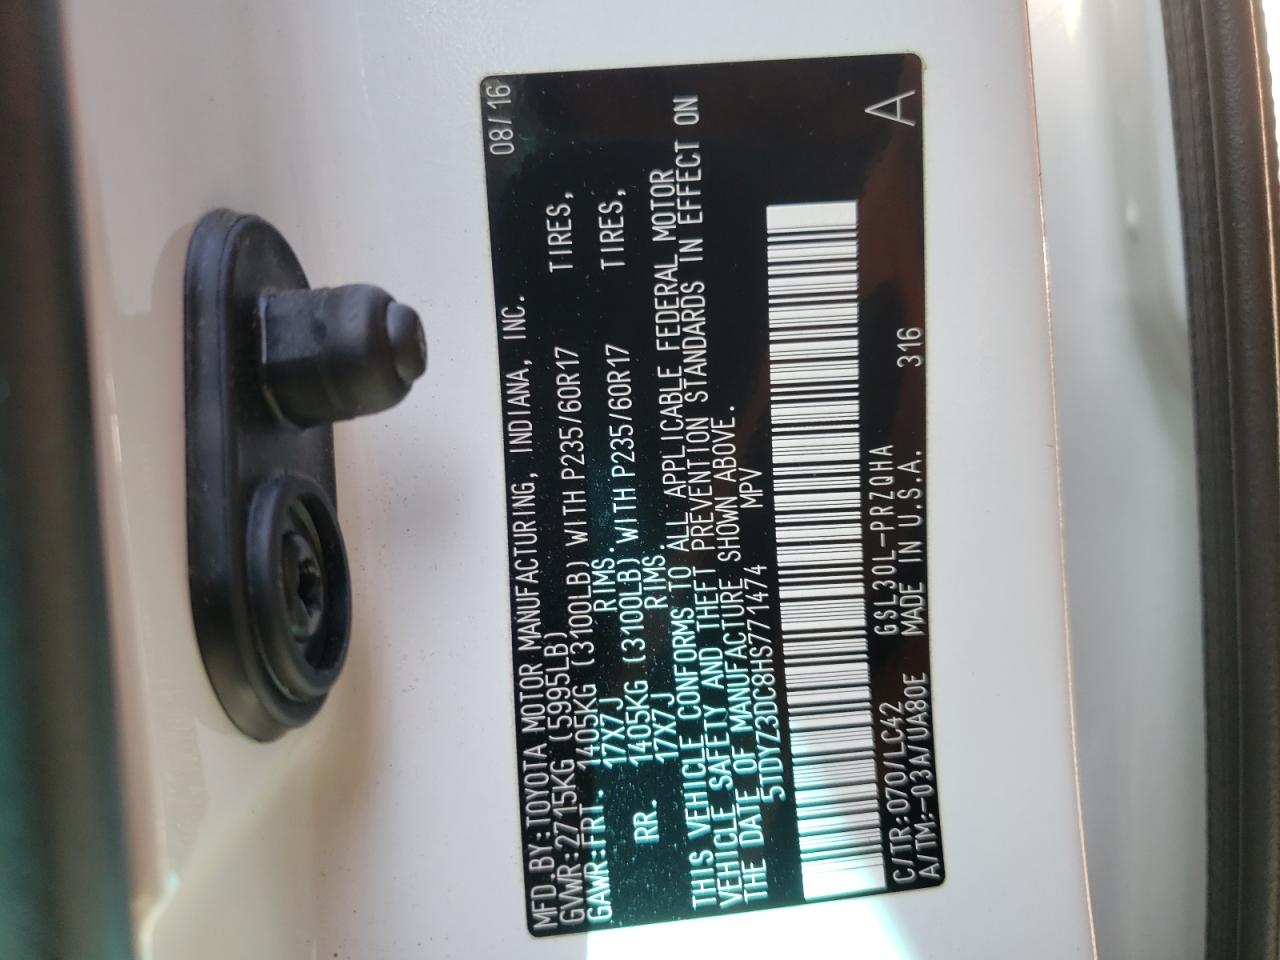 MFD.BY:TOYOTA MOTOR MANUFACTURING, INDIANA, INC. 08/16
GVWR:2715KG (5995LB)
GAWR:FRT. 1405KG (3100LB) WITH P235/60R17 TIRES,
17X7J RIMS.
RR. 1405KG (3100LB) WITH P235/60R17 TIRES,
17X7J RIMS.
THIS VEHICLE CONFORMS TO ALL APPLICABLE FEDERAL MOTOR
VEHICLE SAFETY AND THEFT PREVENTION STANDARDS IN EFFECT ON
THE DATE OF MANUFACTURE SHOWN ABOVE.
5TDYZ3DC8HS771474 MPV
C/TR:070/LC42 GSL30L-PRZQHA
A/TM:-03A/UA80E MADE IN U.S.A. 316 A